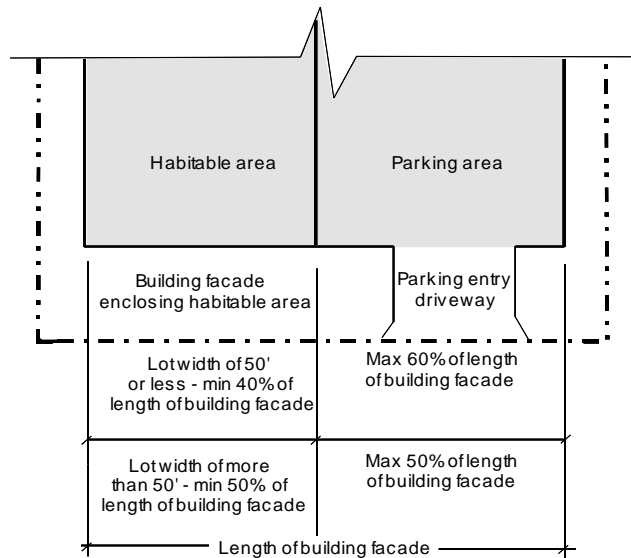 Habitable area
Parking area
Building facade
enclosing habitable area
Parking entry
driveway
Lot width of 50'
or less - min 40% of
length of building facade
Max 60% of length
of building facade
Lot width of more
than 50' - min 50% of
length of building facade
Max 50% of length
of building facade
Length of building facade